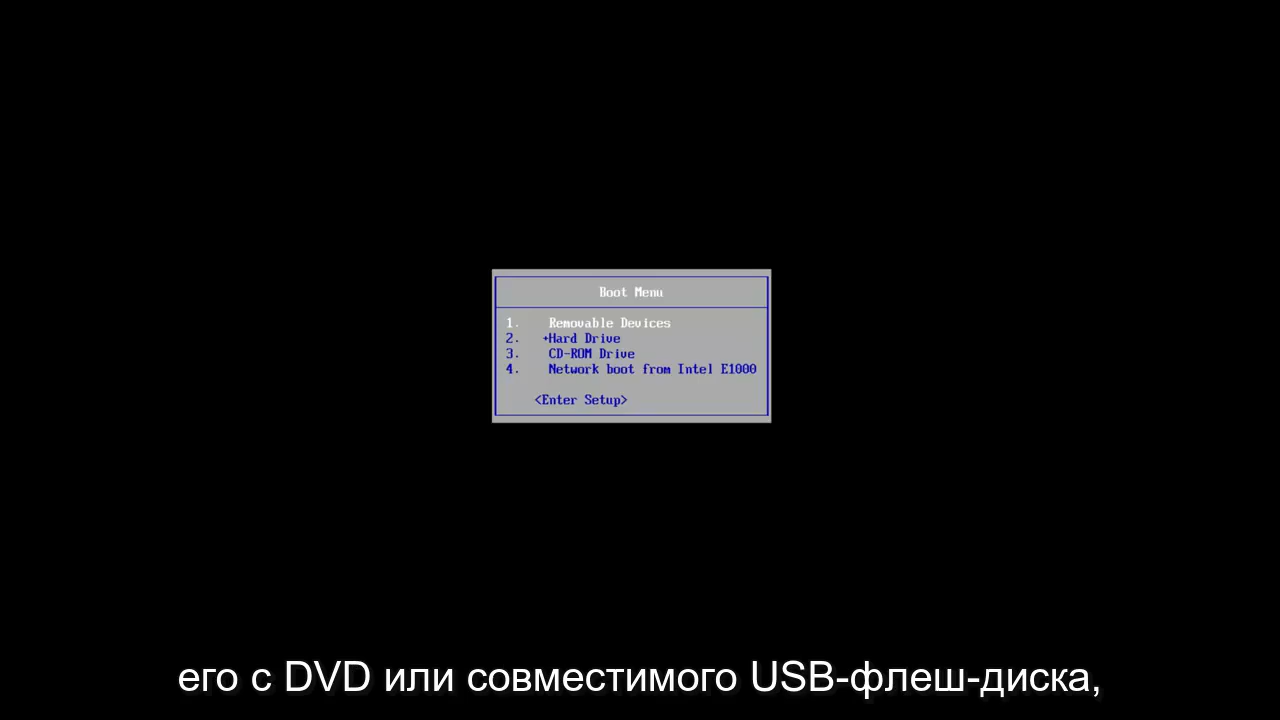 Boot Menu
1. Removable Devices
2. +Hard Drive
3. CD-ROM Drive
4. Network boot from Intel E1000
<Enter Setup>
его с DVD или совместимого USB-флеш-диска,